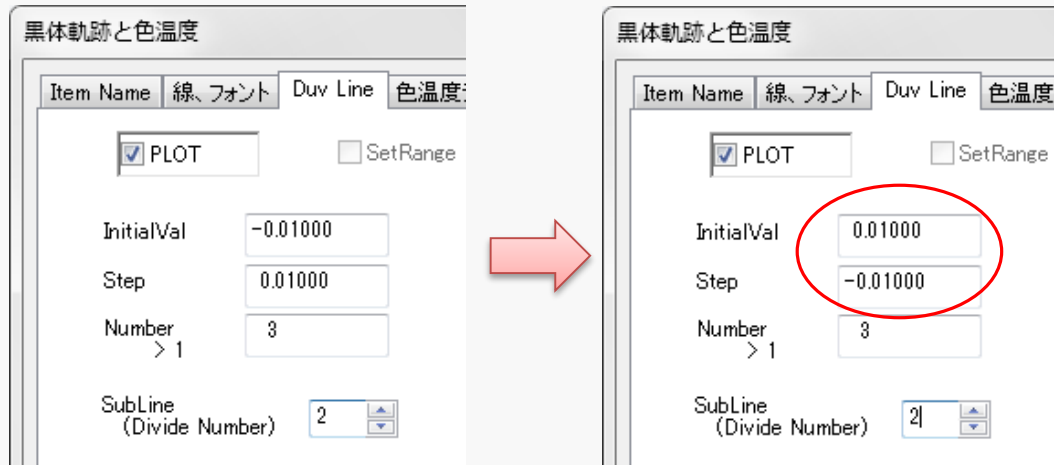 黒体軌跡と色温度
Item Name 線、フォント Duv Line 色温度
PLOT SetRange
InitialVal -0.01000
Step 0.01000
Number 3
> 1
SubLine
(Divide Number) 2
黒体軌跡と色温度
Item Name 線、フォント Duv Line 色温度
PLOT SetRange
InitialVal 0.01000
Step -0.01000
Number 3
> 1
SubLine
(Divide Number) 2